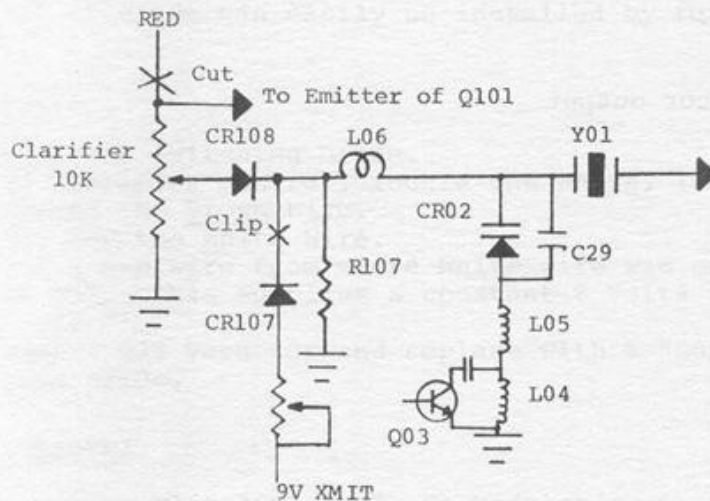 RED
Cut
To Emitter of Q101
CR108
L06
Y01
Clarifier
10K
CR02
Clip
C29
R107
CR107
L05
L04
Q03
9V XMIT